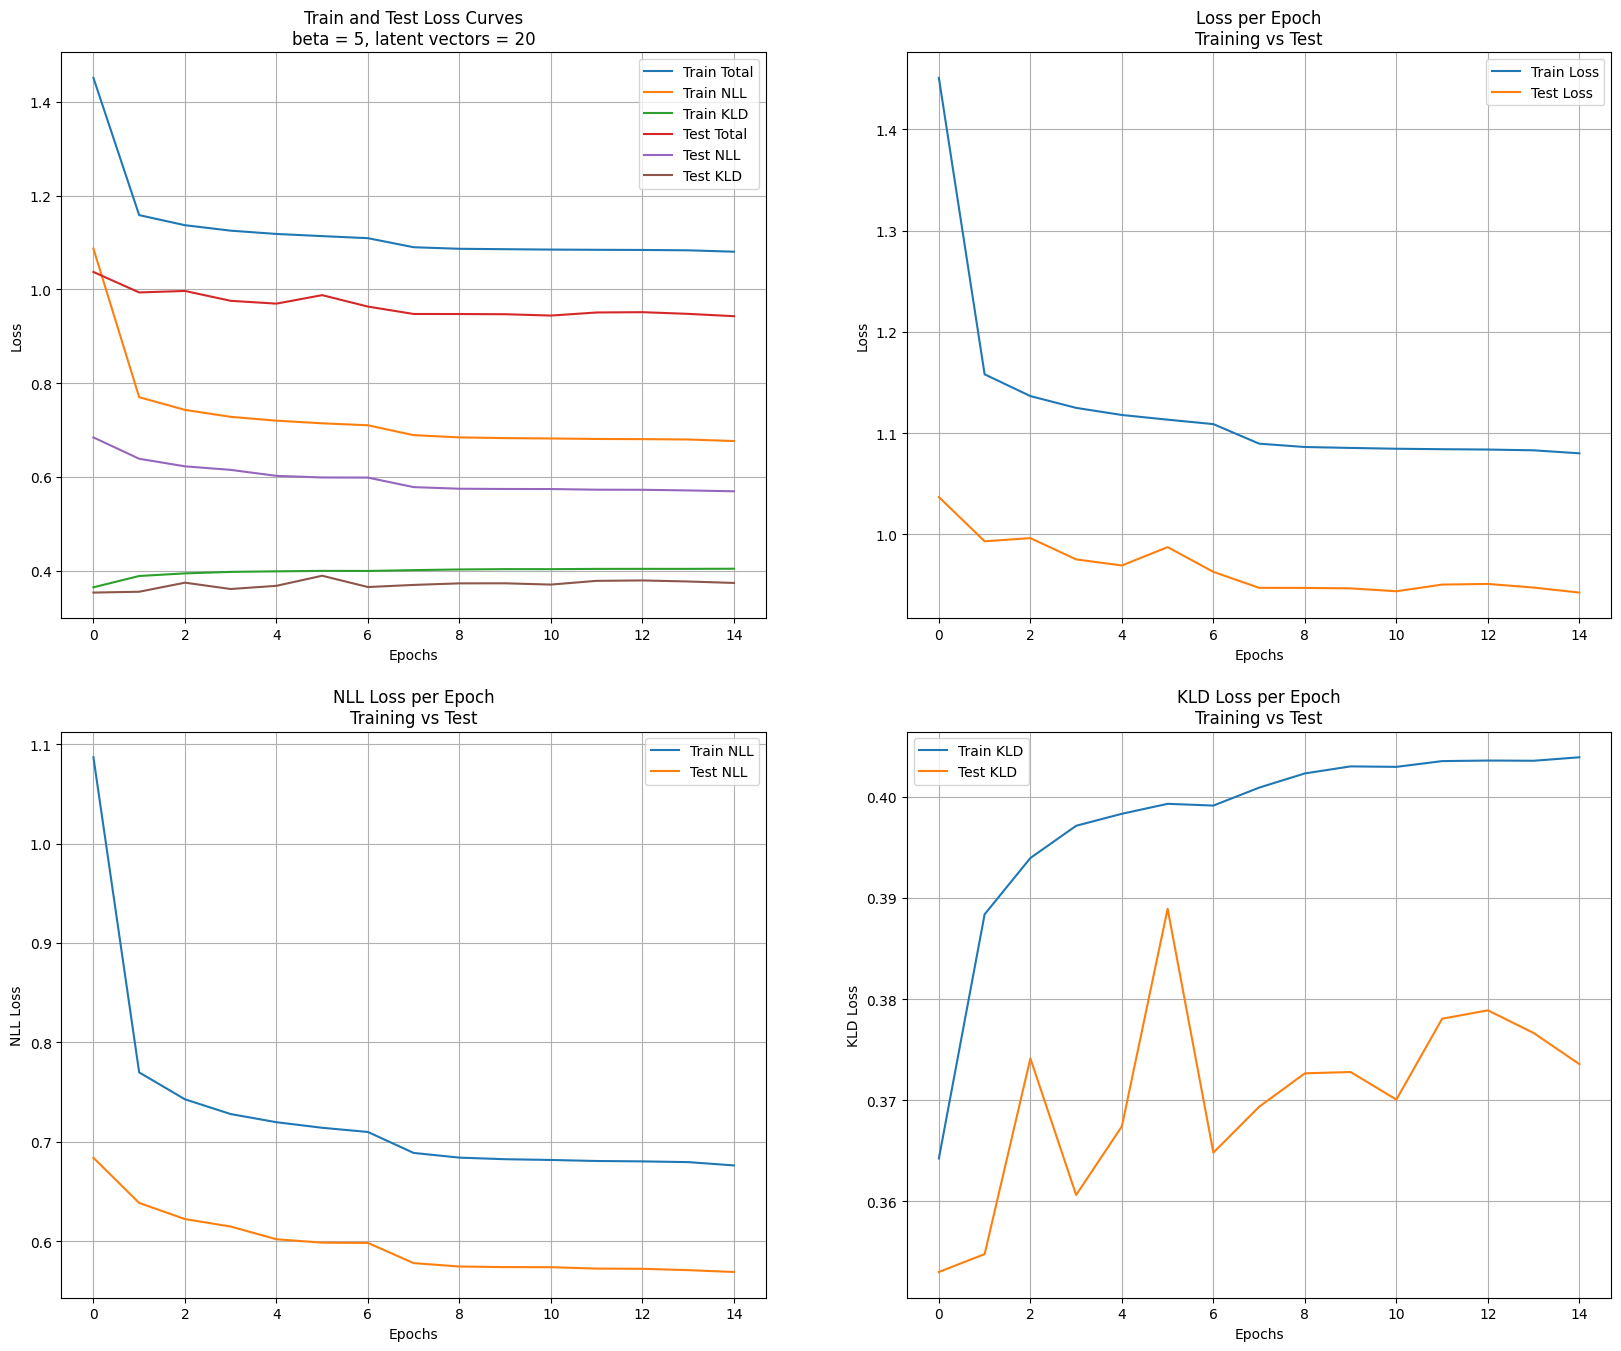 Train and Test Loss Curves
beta = 5, latent vectors = 20
Train Total
Train NLL
Train KLD
Test Total
Test NLL
Test KLD
1.4
1.2
1.0
0.8
0.6
0.4
Loss
0 2 4 6 8 10 12 14
Epochs
Loss per Epoch
Training vs Test
Train Loss
Test Loss
1.4
1.3
1.2
1.1
1.0
Loss
0 2 4 6 8 10 12 14
Epochs
NLL Loss per Epoch
Training vs Test
Train NLL
Test NLL
1.1
1.0
0.9
0.8
0.7
0.6
NLL Loss
0 2 4 6 8 10 12 14
Epochs
KLD Loss per Epoch
Training vs Test
Train KLD
Test KLD
0.40
0.39
0.38
0.37
0.36
KLD Loss
0 2 4 6 8 10 12 14
Epochs